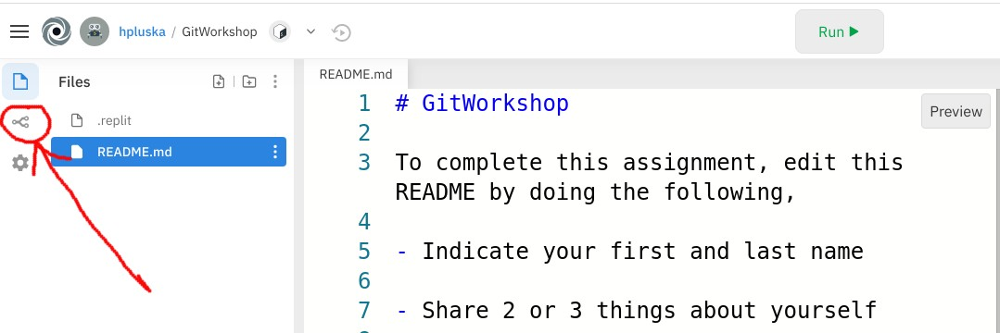 hpluska / GitWorkshop
Run
Files
README.md
.replit
README.md
Preview
1 # GitWorkshop
2
3 To complete this assignment, edit this
README by doing the following,
4
5 - Indicate your first and last name
6
7 - Share 2 or 3 things about yourself